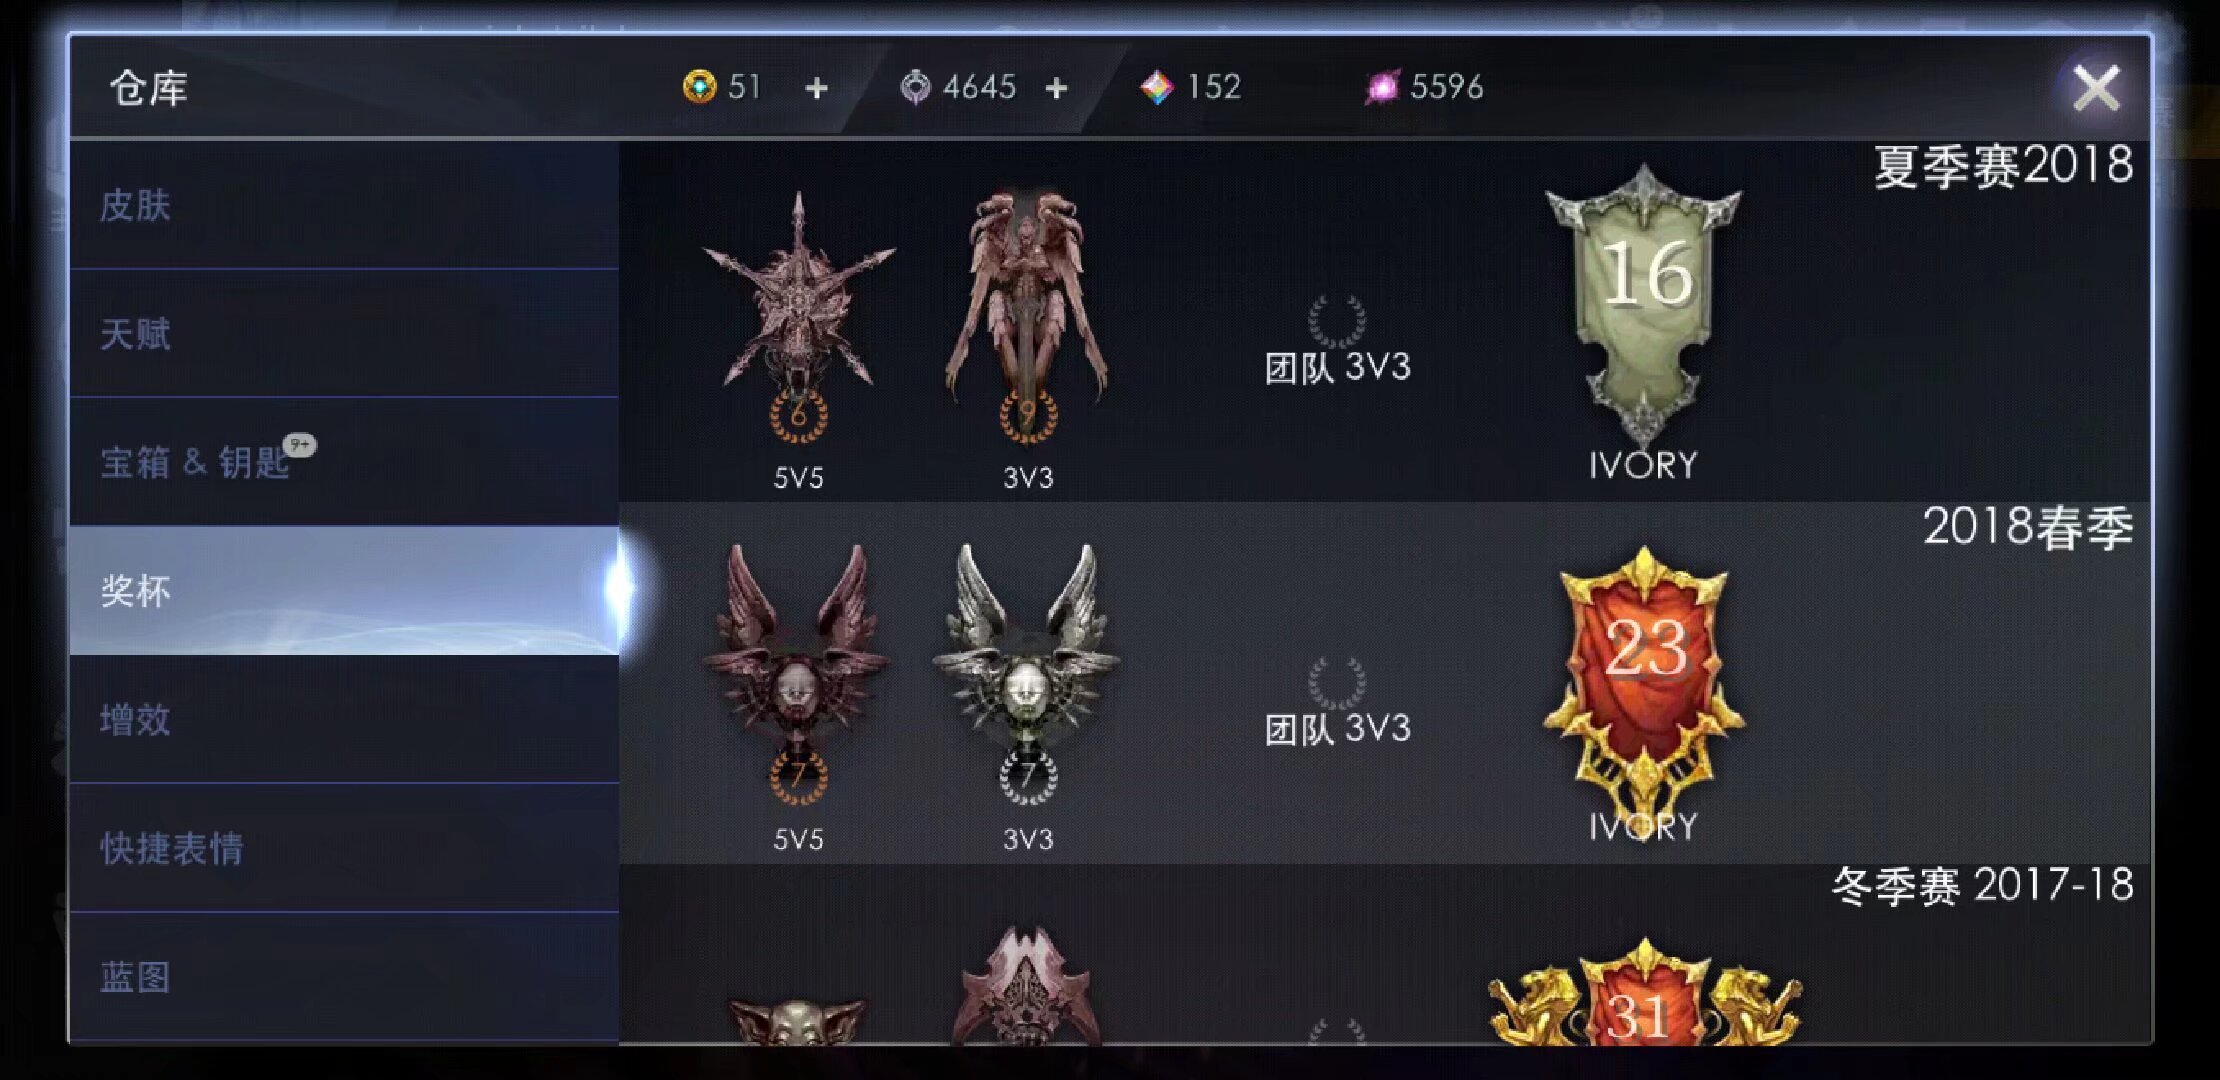 仓库
51 +
4645 +
152
5596
皮肤
天赋
宝箱 & 钥匙
9+
奖杯
增效
快捷表情
蓝图
夏季赛2018
6
5V5
9
3V3
团队 3V3
16
IVORY
2018春季
7
5V5
7
3V3
团队 3V3
23
IVORY
冬季赛 2017-18
31